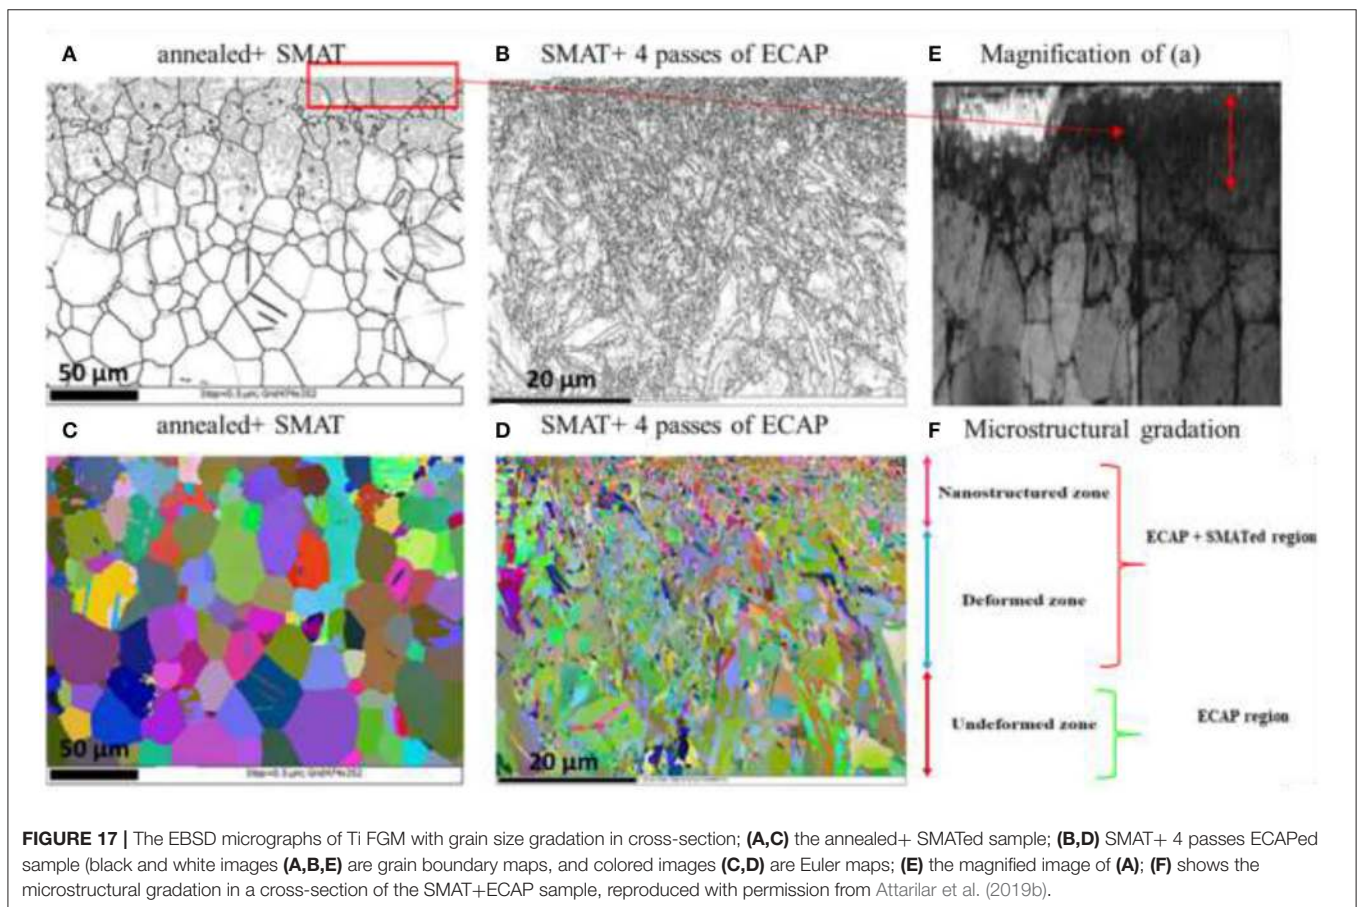 A annealed+ SMAT
B SMAT+ 4 passes of ECAP
E Magnification of (a)
50 μm
20 μm
C annealed+ SMAT
D SMAT+ 4 passes of ECAP
F Microstructural gradation
Nanostructured zone
ECAP + SMATed region
Deformed zone
Undeformed zone
ECAP region
50 μm
20 μm
FIGURE 17 | The EBSD micrographs of Ti FGM with grain size gradation in cross-section; (A,C) the annealed+ SMATed sample; (B,D) SMAT+ 4 passes ECAPed
sample (black and white images (A,B,E) are grain boundary maps, and colored images (C,D) are Euler maps; (E) the magnified image of (A); (F) shows the
microstructural gradation in a cross-section of the SMAT+ECAP sample, reproduced with permission from Attarilar et al. (2019b).